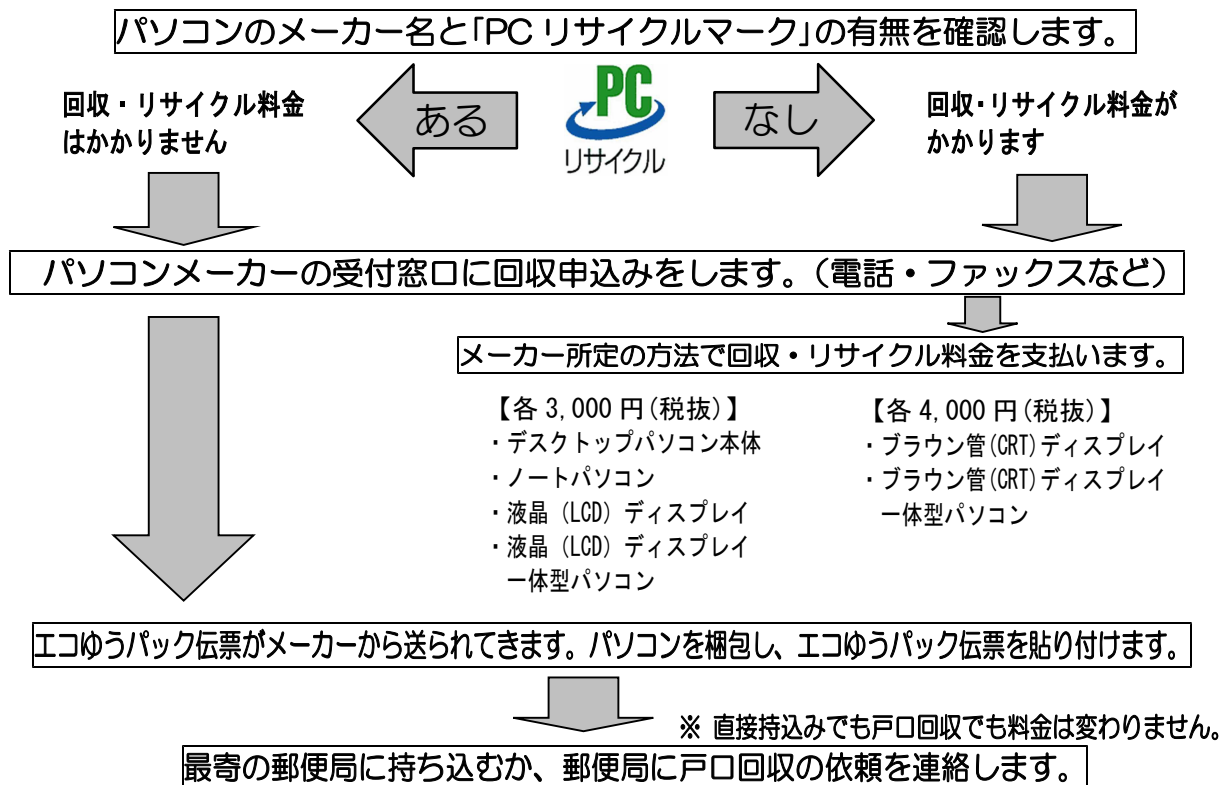 パソコンのメーカー名と「PCリサイクルマーク」の有無を確認します。
回収・リサイクル料金
はかかりません
ある
PC
リサイクル
なし
回収・リサイクル料金が
かかります
パソコンメーカーの受付窓口に回収申込みをします。（電話・ファックスなど）
メーカー所定の方法で回収・リサイクル料金を支払います。
【各3,000円(税抜)】
・デスクトップパソコン本体
・ノートパソコン
・液晶（LCD）ディスプレイ
・液晶（LCD）ディスプレイ
一体型パソコン
【各4,000円(税抜)】
・ブラウン管(CRT)ディスプレイ
・ブラウン管(CRT)ディスプレイ
一体型パソコン
エコゆうパック伝票がメーカーから送られてきます。パソコンを梱包し、エコゆうパック伝票を貼り付けます。
※ 直接持込みでも戸口回収でも料金は変わりません。
最寄の郵便局に持ち込むか、郵便局に戸口回収の依頼を連絡します。